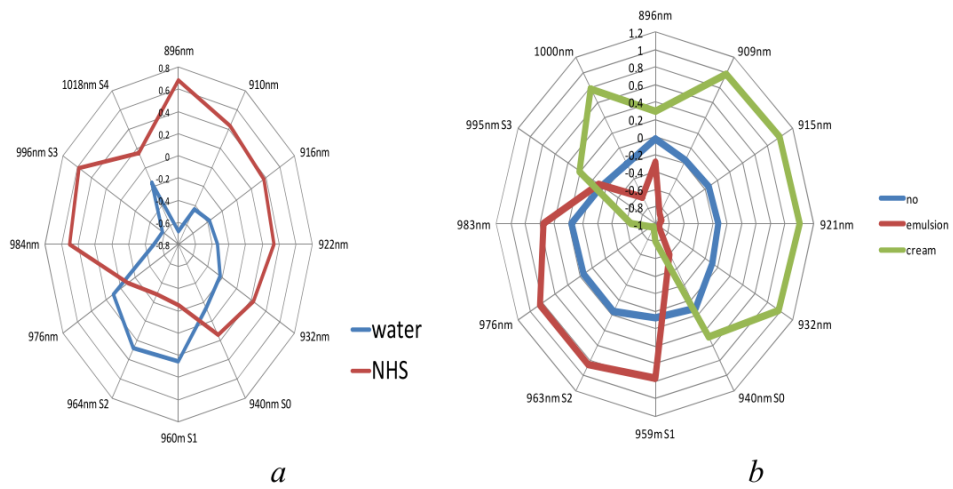 896nm
910nm
916nm
922nm
932nm
940nm S0
960m S1
964nm S2
976nm
984nm
996nm S3
1018nm S4
0.8
0.6
0.4
0.2
0
-0.2
-0.4
-0.6
-0.8
water
NHS
a
896nm
909nm
915nm
921nm
932nm
940nm S0
959m S1
963nm S2
976nm
983nm
995nm S3
1000nm
1.2
1
0.8
0.6
0.4
0.2
0
-0.2
-0.4
-0.6
-0.8
-1
no
emulsion
cream
b